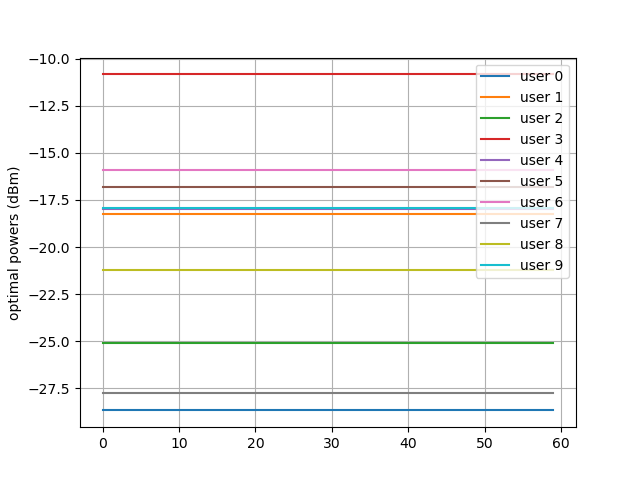 optimal powers (dBm)
−10.0
−12.5
−15.0
−17.5
−20.0
−22.5
−25.0
−27.5
0 10 20 30 40 50 60
user 0
user 1
user 2
user 3
user 4
user 5
user 6
user 7
user 8
user 9